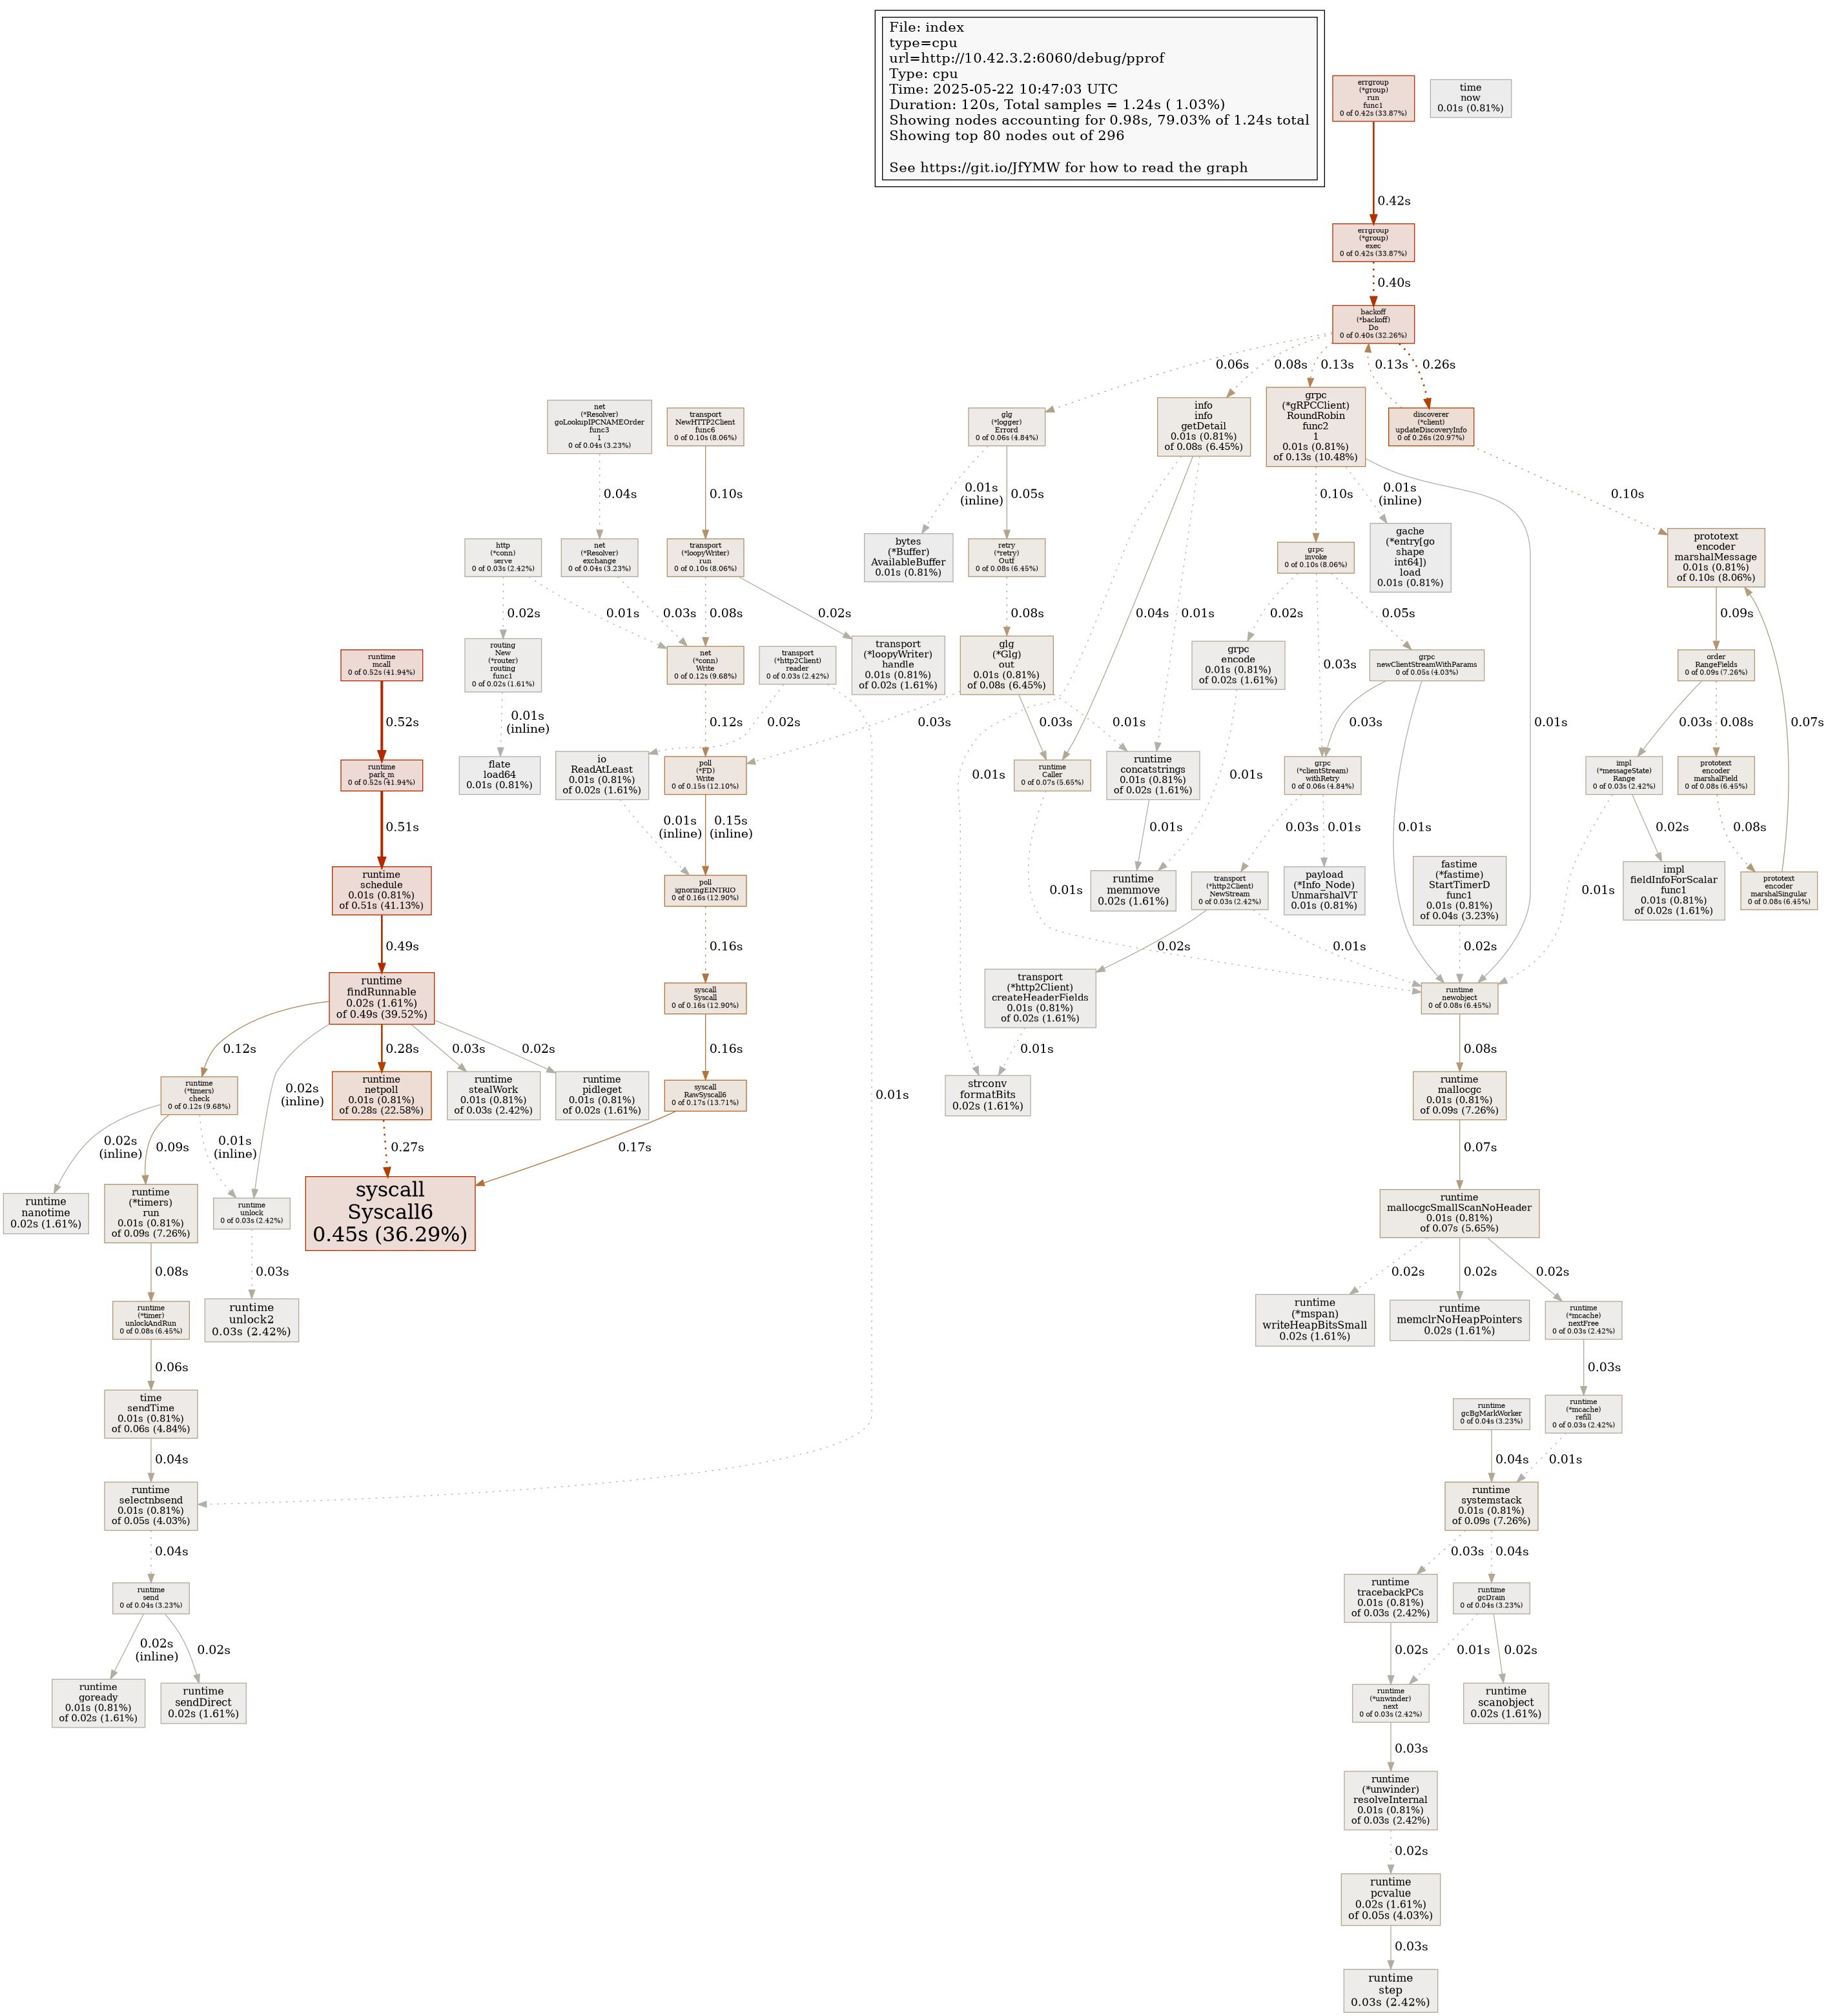 File: index
type=cpu
url=http://10.42.3.2:6060/debug/pprof
Type: cpu
Time: 2025-05-22 10:47:03 UTC
Duration: 120s, Total samples = 1.24s ( 1.03%)
Showing nodes accounting for 0.98s, 79.03% of 1.24s total
Showing top 80 nodes out of 296
See https://git.io/JfYMW for how to read the graph
errgroup
(*group)
run
func1
0 of 0.42s (33.87%)
time
now
0.01s (0.81%)
0.42s
errgroup
(*group)
exec
0 of 0.42s (33.87%)
0.40s
backoff
(*backoff)
Do
0 of 0.40s (32.26%)
0.06s
0.08s
0.13s
0.13s
0.26s
net
(*Resolver)
goLookupIPCNAMEOrder
func3
1
0 of 0.04s (3.23%)
transport
NewHTTP2Client
func6
0 of 0.10s (8.06%)
glg
(*logger)
Errord
0 of 0.06s (4.84%)
info
info
getDetail
0.01s (0.81%)
of 0.08s (6.45%)
grpc
(*gRPCClient)
RoundRobin
func2
1
0.01s (0.81%)
of 0.13s (10.48%)
discoverer
(*client)
updateDiscoveryInfo
0 of 0.26s (20.97%)
0.04s
0.10s
0.01s
(inline)
0.05s
0.10s
0.01s
(inline)
0.10s
http
(*conn)
serve
0 of 0.03s (2.42%)
net
(*Resolver)
exchange
0 of 0.04s (3.23%)
transport
(*loopyWriter)
run
0 of 0.10s (8.06%)
bytes
(*Buffer)
AvailableBuffer
0.01s (0.81%)
retry
(*retry)
Outf
0 of 0.08s (6.45%)
grpc
invoke
0 of 0.10s (8.06%)
gache
(*entry[go
shape
int64])
load
0.01s (0.81%)
prototext
encoder
marshalMessage
0.01s (0.81%)
of 0.10s (8.06%)
0.02s
0.01s
0.03s
0.08s
0.02s
0.08s
0.04s
0.01s
0.02s
0.03s
0.05s
0.01s
0.09s
0.07s
runtime
mcall
0 of 0.52s (41.94%)
routing
New
(*router)
routing
func1
0 of 0.02s (1.61%)
net
(*conn)
Write
0 of 0.12s (9.68%)
transport
(*http2Client)
reader
0 of 0.03s (2.42%)
transport
(*loopyWriter)
handle
0.01s (0.81%)
of 0.02s (1.61%)
glg
(*Glg)
out
0.01s (0.81%)
of 0.08s (6.45%)
grpc
encode
0.01s (0.81%)
of 0.02s (1.61%)
grpc
newClientStreamWithParams
0 of 0.05s (4.03%)
order
RangeFields
0 of 0.09s (7.26%)
0.52s
0.01s
(inline)
0.12s
0.02s
0.03s
0.01s
0.03s
0.01s
0.01s
0.03s
0.01s
0.03s
0.08s
runtime
park_m
0 of 0.52s (41.94%)
flate
load64
0.01s (0.81%)
io
ReadAtLeast
0.01s (0.81%)
of 0.02s (1.61%)
poll
(*FD)
Write
0 of 0.15s (12.10%)
runtime
Caller
0 of 0.07s (5.65%)
runtime
concatstrings
0.01s (0.81%)
of 0.02s (1.61%)
grpc
(*clientStream)
withRetry
0 of 0.06s (4.84%)
impl
(*messageState)
Range
0 of 0.03s (2.42%)
prototext
encoder
marshalField
0 of 0.08s (6.45%)
0.51s
0.01s
(inline)
0.15s
(inline)
0.01s
0.01s
0.03s
0.01s
0.01s
0.02s
0.08s
runtime
schedule
0.01s (0.81%)
of 0.51s (41.13%)
poll
ignoringEINTRIO
0 of 0.16s (12.90%)
runtime
memmove
0.02s (1.61%)
transport
(*http2Client)
NewStream
0 of 0.03s (2.42%)
payload
(*Info_Node)
UnmarshalVT
0.01s (0.81%)
fastime
(*fastime)
StartTimerD
func1
0.01s (0.81%)
of 0.04s (3.23%)
impl
fieldInfoForScalar
func1
0.01s (0.81%)
of 0.02s (1.61%)
prototext
encoder
marshalSingular
0 of 0.08s (6.45%)
0.49s
0.16s
0.02s
0.01s
0.02s
runtime
findRunnable
0.02s (1.61%)
of 0.49s (39.52%)
syscall
Syscall
0 of 0.16s (12.90%)
transport
(*http2Client)
createHeaderFields
0.01s (0.81%)
of 0.02s (1.61%)
runtime
newobject
0 of 0.08s (6.45%)
0.12s
0.02s
(inline)
0.28s
0.03s
0.02s
0.16s
0.01s
0.01s
0.08s
runtime
(*timers)
check
0 of 0.12s (9.68%)
runtime
netpoll
0.01s (0.81%)
of 0.28s (22.58%)
runtime
stealWork
0.01s (0.81%)
of 0.03s (2.42%)
runtime
pidleget
0.01s (0.81%)
of 0.02s (1.61%)
syscall
RawSyscall6
0 of 0.17s (13.71%)
strconv
formatBits
0.02s (1.61%)
runtime
mallocgc
0.01s (0.81%)
of 0.09s (7.26%)
0.02s
(inline)
0.09s
0.01s
(inline)
0.27s
0.17s
0.07s
runtime
nanotime
0.02s (1.61%)
runtime
(*timers)
run
0.01s (0.81%)
of 0.09s (7.26%)
runtime
unlock
0 of 0.03s (2.42%)
syscall
Syscall6
0.45s (36.29%)
runtime
mallocgcSmallScanNoHeader
0.01s (0.81%)
of 0.07s (5.65%)
0.08s
0.03s
0.02s
0.02s
0.02s
runtime
(*timer)
unlockAndRun
0 of 0.08s (6.45%)
runtime
unlock2
0.03s (2.42%)
runtime
(*mspan)
writeHeapBitsSmall
0.02s (1.61%)
runtime
memclrNoHeapPointers
0.02s (1.61%)
runtime
(*mcache)
nextFree
0 of 0.03s (2.42%)
0.06s
0.03s
time
sendTime
0.01s (0.81%)
of 0.06s (4.84%)
runtime
gcBgMarkWorker
0 of 0.04s (3.23%)
runtime
(*mcache)
refill
0 of 0.03s (2.42%)
0.04s
0.04s
0.01s
runtime
selectnbsend
0.01s (0.81%)
of 0.05s (4.03%)
runtime
systemstack
0.01s (0.81%)
of 0.09s (7.26%)
0.04s
0.03s
0.04s
runtime
send
0 of 0.04s (3.23%)
runtime
tracebackPCs
0.01s (0.81%)
of 0.03s (2.42%)
runtime
gcDrain
0 of 0.04s (3.23%)
0.02s
(inline)
0.02s
0.02s
0.01s
0.02s
runtime
goready
0.01s (0.81%)
of 0.02s (1.61%)
runtime
sendDirect
0.02s (1.61%)
runtime
(*unwinder)
next
0 of 0.03s (2.42%)
runtime
scanobject
0.02s (1.61%)
0.03s
runtime
(*unwinder)
resolveInternal
0.01s (0.81%)
of 0.03s (2.42%)
0.02s
runtime
pcvalue
0.02s (1.61%)
of 0.05s (4.03%)
0.03s
runtime
step
0.03s (2.42%)